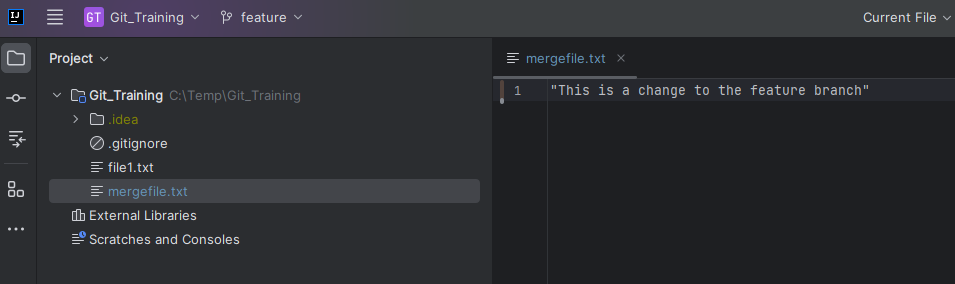 IJ
GT Git_Training feature Current File
Project
mergefile.txt
Git_Training C:\Temp\Git_Training
1 "This is a change to the feature branch"
.idea
.gitignore
file1.txt
mergefile.txt
External Libraries
Scratches and Consoles